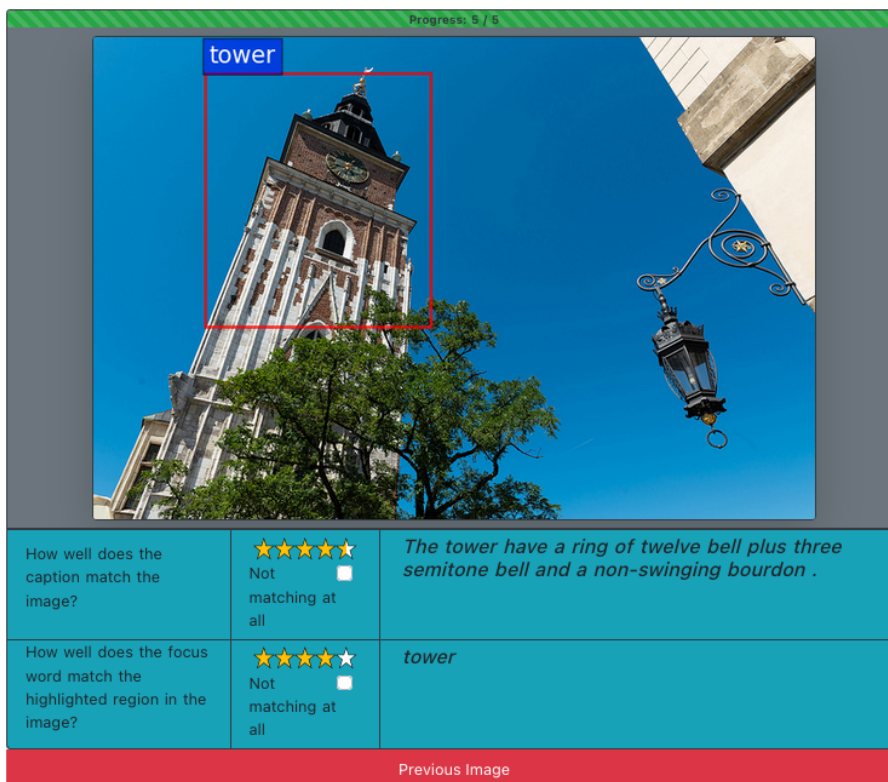 Progress: 5 / 5
tower
How well does the
caption match the
image?
Not
matching at
all
The tower have a ring of twelve bell plus three
semitone bell and a non-swinging bourdon .
How well does the focus
word match the
highlighted region in the
image?
Not
matching at
all
tower
Previous Image